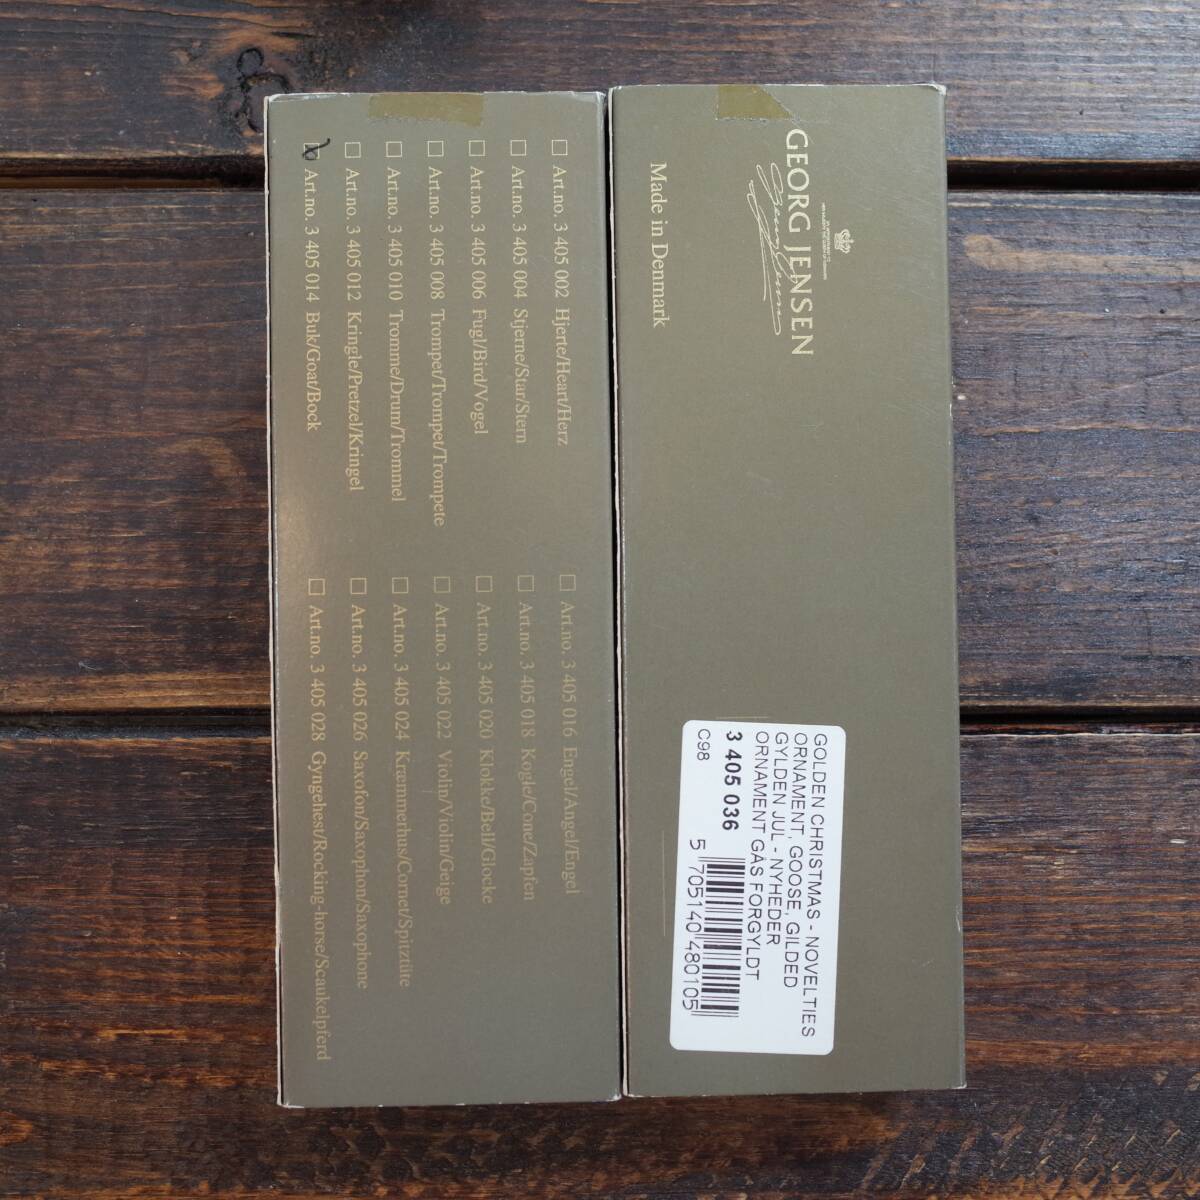 ☐ Art.no. 3 405 002 Hjerte/Heart/Herz
☐ Art.no. 3 405 004 Stjerne/Star/Stern
☐ Art.no. 3 405 006 Fugl/Bird/Vogel
☐ Art.no. 3 405 008 Trompet/Trompet/Trompete
☐ Art.no. 3 405 010 Tromme/Drum/Trommel
☐ Art.no. 3 405 012 Kringle/Pretzel/Kringel
Art.no. 3 405 014 Buk/Goat/Bock
☐ Art.no. 3 405 016 Engel/Angel/Engel
☐ Art.no. 3 405 018 Kogle/Cone/Zapfen
☐ Art.no. 3 405 020 Klokke/Bell/Glocke
☐ Art.no. 3 405 022 Violin/Violin/Geige
☐ Art.no. 3 405 024 Kræmmerhus/Cornet/Spitztüte
☐ Art.no. 3 405 026 Saxofon/Saxophon/Saxophone
☐ Art.no. 3 405 028 Gyngehest/Rocking-horse/Scaukelpferd
GEORG JENSEN
Georg Jensen
Made in Denmark
GOLDEN CHRISTMAS - NOVELTIES
ORNAMENT, GOOSE, GILDED
GYLDEN JUL - NYHEDER
ORNAMENT GÅS FORGYLDT
3 405 036
C98
5 705140 480105